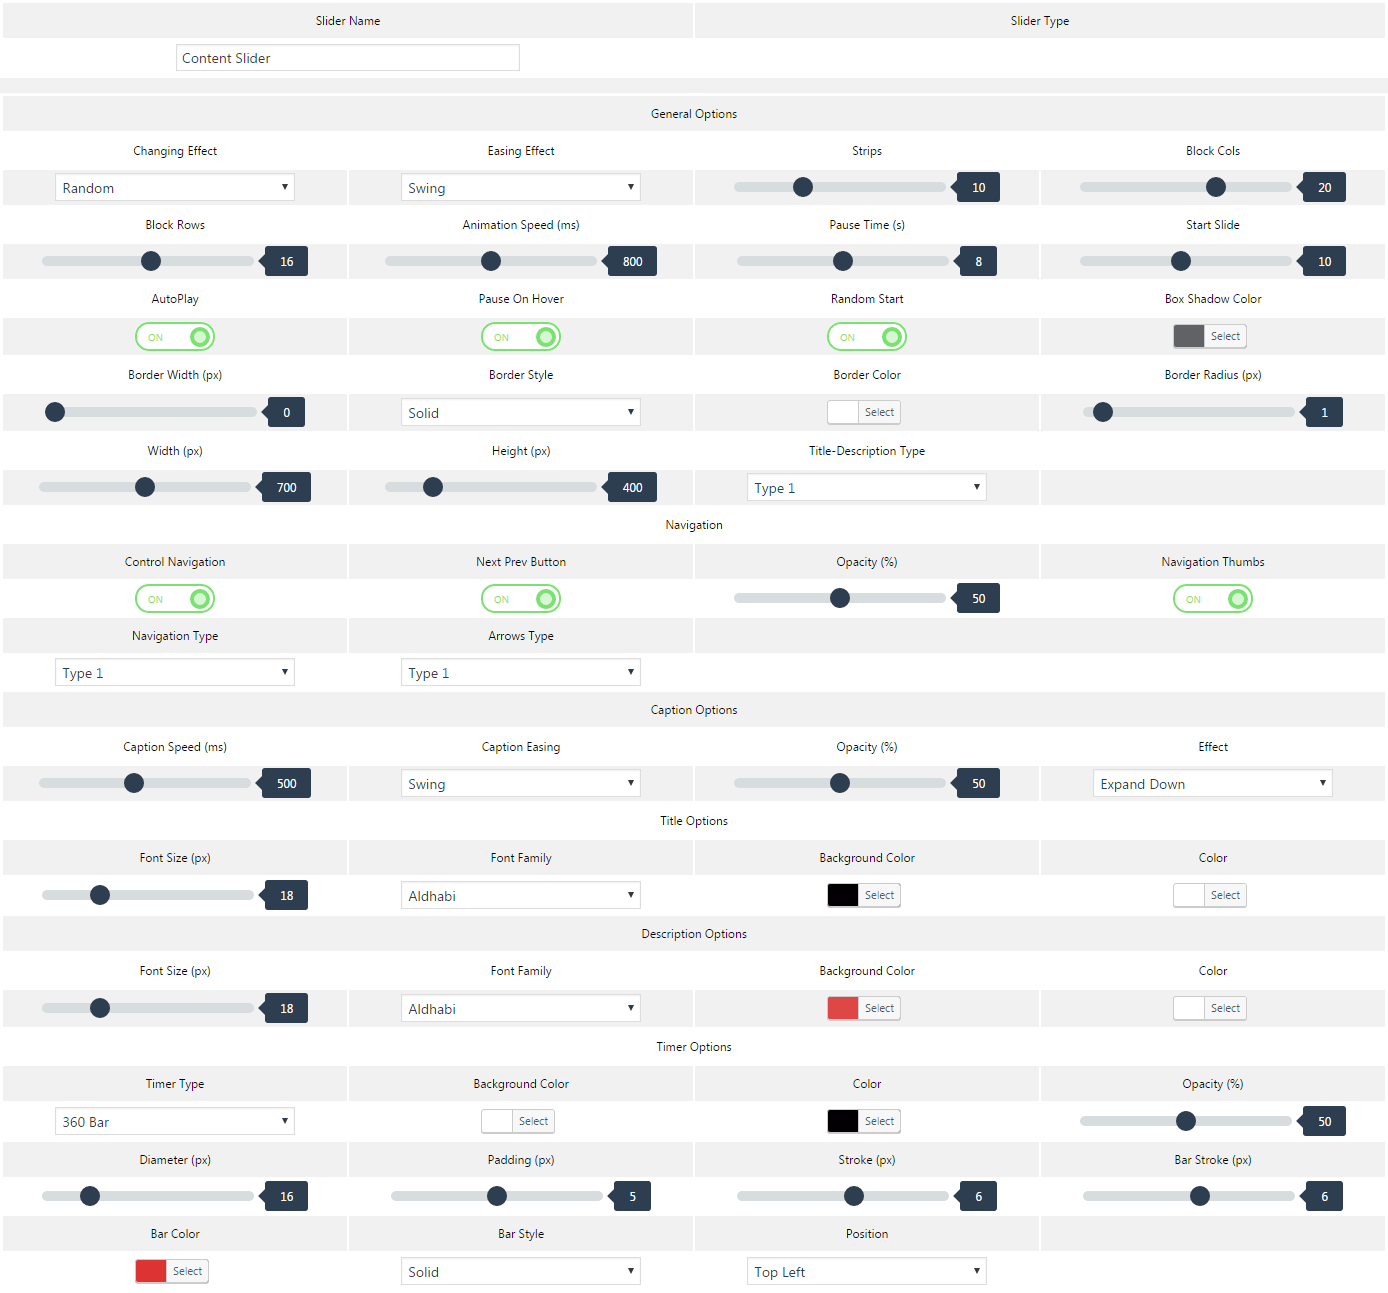 Slider Name Slider Type
Content Slider
General Options
Changing Effect Easing Effect Strips Block Cols
Random Swing 10 20
Block Rows Animation Speed (ms) Pause Time (s) Start Slide
16 800 8 10
AutoPlay Pause On Hover Random Start Box Shadow Color
ON ON ON Select
Border Width (px) Border Style Border Color Border Radius (px)
0 Solid Select 1
Width (px) Height (px) Title-Description Type
700 400 Type 1
Navigation
Control Navigation Next Prev Button Opacity (%) Navigation Thumbs
ON ON 50 ON
Navigation Type Arrows Type
Type 1 Type 1
Caption Options
Caption Speed (ms) Caption Easing Opacity (%) Effect
500 Swing 50 Expand Down
Title Options
Font Size (px) Font Family Background Color Color
18 Aldhabi Select Select
Description Options
Font Size (px) Font Family Background Color Color
18 Aldhabi Select Select
Timer Options
Timer Type Background Color Color Opacity (%)
360 Bar Select Select 50
Diameter (px) Padding (px) Stroke (px) Bar Stroke (px)
16 5 6 6
Bar Color Bar Style Position
Select Solid Top Left